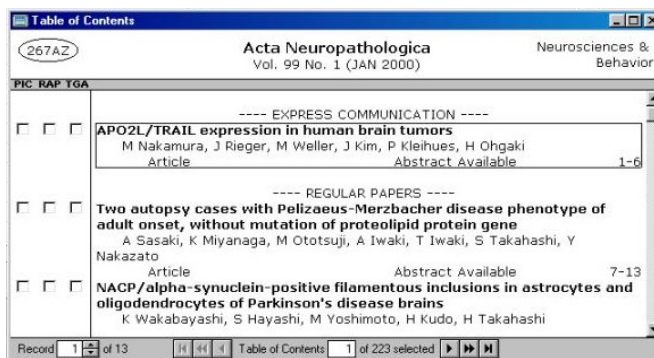 Table of Contents
267AZ
Acta Neuropathologica
Vol. 99 No. 1 (JAN 2000)
Neurosciences &
Behavior
PIC RAP TGA
---- EXPRESS COMMUNICATION ----
APO2L/TRAIL expression in human brain tumors
M Nakamura, J Rieger, M Weller, J Kim, P Kleihues, H Ohgaki
Article Abstract Available 1-6
---- REGULAR PAPERS ----
Two autopsy cases with Pelizaeus-Merzbacher disease phenotype of
adult onset, without mutation of proteolipid protein gene
A Sasaki, K Miyanaga, M Ototsuji, A Iwaki, T Iwaki, S Takahashi, Y
Nakazato
Article Abstract Available 7-13
NACP/alpha-synuclein-positive filamentous inclusions in astrocytes and
oligodendrocytes of Parkinson's disease brains
K Wakabayashi, S Hayashi, M Yoshimoto, H Kudo, H Takahashi
Record 1 of 13 Table of Contents 1 of 223 selected